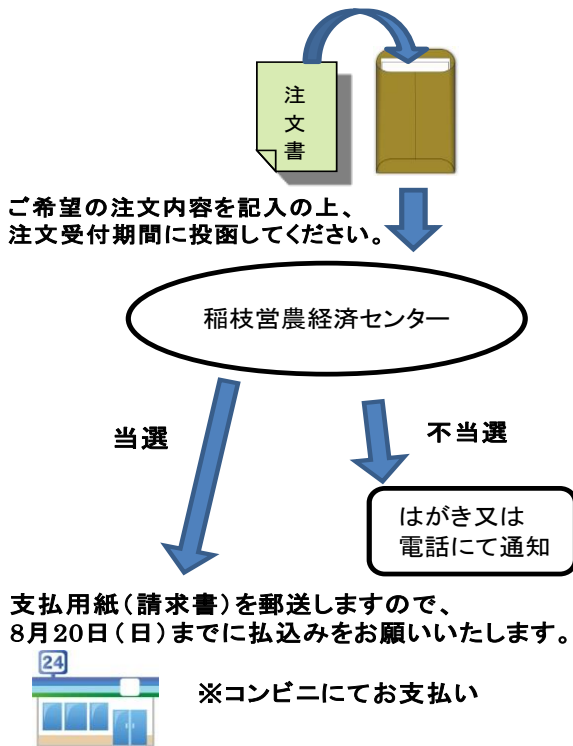 注
文
書
ご希望の注文内容を記入の上、
注文受付期間に投函してください。
稲枝営農経済センター
当選
不当選
はがき又は
電話にて通知
支払用紙(請求書)を郵送しますので、
8月20日(日)までに払込みをお願いいたします。
24
※コンビニにてお支払い